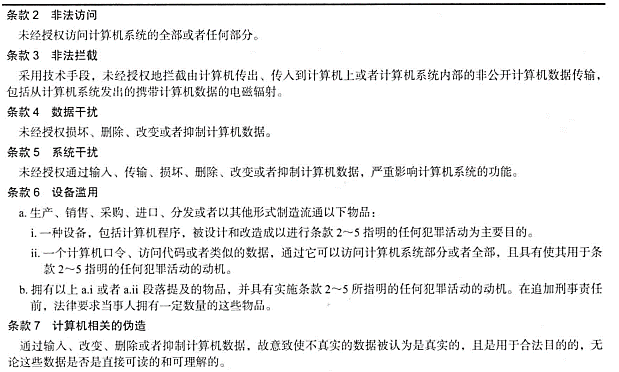 条款 2　非法访问
未经授权访问计算机系统的全部或者任何部分。
条款 3　非法拦截
采用技术手段，未经授权地拦截由计算机传出、传入到计算机上或者计算机系统内部的非公开计算机数据传输，
包括从计算机系统发出的携带计算机数据的电磁辐射。
条款 4　数据干扰
未经授权损坏、删除、改变或者抑制计算机数据。
条款 5　系统干扰
未经授权通过输入、传输、损坏、删除、改变或者抑制计算机数据，严重影响计算机系统的功能。
条款 6　设备滥用
a. 生产、销售、采购、进口、分发或者以其他形式制造流通以下物品：
i. 一种设备，包括计算机程序，被设计和改造成以进行条款 2～5 指明的任何犯罪活动为主要目的。
ii. 一个计算机口令、访问代码或者类似的数据，通过它可以访问计算机系统部分或者全部，且具有使其用于条
款 2～5 指明的任何犯罪活动的动机。
b. 拥有以上 a.i 或者 a.ii 段落提及的物品，并具有实施条款 2～5 所指明的任何犯罪活动的动机。在追加刑事责任
前，法律要求当事人拥有一定数量的这些物品。
条款 7　计算机相关的伪造
通过输入、改变、删除或者抑制计算机数据，故意致使不真实的数据被认为是真实的，且是用于合法目的的，无
论这些数据是否是直接可读的和可理解的。